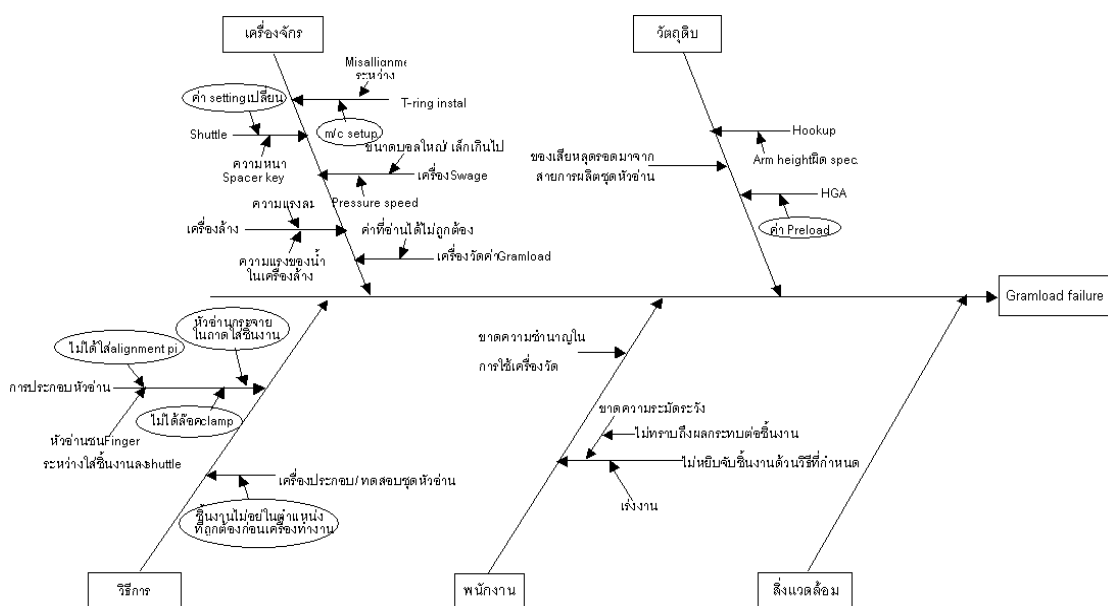 เครื่องจักร
วัตถุดิบ
Misallignme
ระหว่าง
T-ring instal
ค่า settingเปลี่ยน
m/c setup
Shuttle
ความหนา
Spacer key
ขนาดบอลใหญ่/ เล็กเกินไป
เครื่องSwage
Pressure speed
ความแรงลม
เครื่องล้าง
ความแรงของน้ำ
ในเครื่องล้าง
ค่าที่อ่านได้ไม่ถูกต้อง
เครื่องวัดค่าGramload
Hookup
Arm heightผิด spec.
ของเสียหลุดรอดมาจาก
สายการผลิตชุดหัวอ่าน
HGA
ค่า Preload
Gramload failure
หัวอ่านกระจาย
ในถาดใส่ชิ้นงาน
ไม่ได้ใส่alignment pi
การประกอบหัวอ่าน
ไม่ได้ล๊อคclamp
หัวอ่านชนFinger
ระหว่างใส่ชิ้นงานลงshuttle
เครื่องประกอบ/ทดสอบชุดหัวอ่าน
ชิ้นงานไม่อยู่ในตำแหน่ง
ที่ถูกต้องก่อนเครื่องทำงาน
ขาดความชำนาญใน
การใช้เครื่องวัด
ขาดความระมัดระวัง
ไม่ทราบถึงผลกระทบต่อชิ้นงาน
ไม่หยิบจับชิ้นงานด้วยวิธีที่กำหนด
เร่งงาน
วิธีการ
พนักงาน
สิ่งแวดล้อม